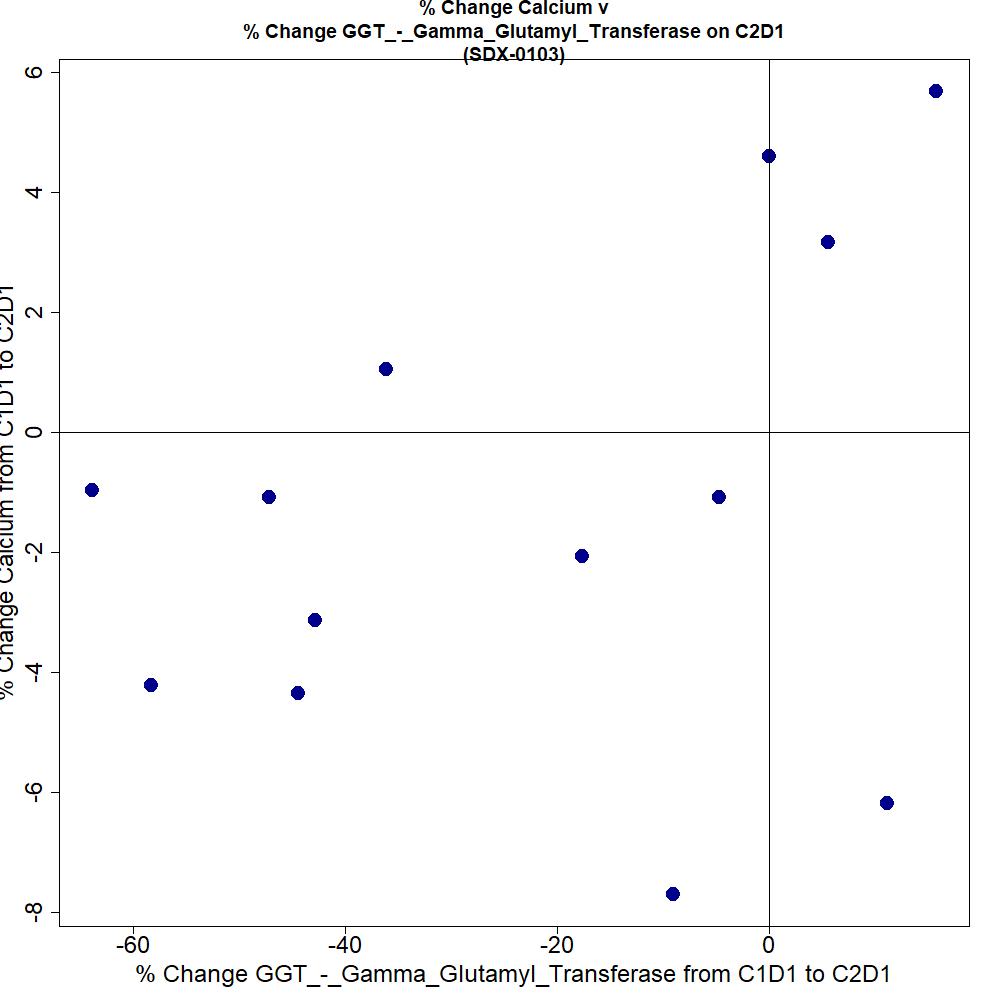 % Change Calcium v
% Change GGT_-_Gamma_Glutamyl_Transferase on C2D1
(SDX-0103)
6
4
2
0
-2
-4
-6
-8
% Change Calcium from C1D1 to C2D1
-60
-40
-20
0
% Change GGT_-_Gamma_Glutamyl_Transferase from C1D1 to C2D1